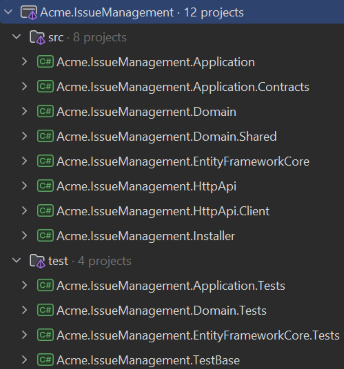 Acme.IssueManagement · 12 projects
src · 8 projects
C# Acme.IssueManagement.Application
C# Acme.IssueManagement.Application.Contracts
C# Acme.IssueManagement.Domain
C# Acme.IssueManagement.Domain.Shared
C# Acme.IssueManagement.EntityFrameworkCore
C# Acme.IssueManagement.HttpApi
C# Acme.IssueManagement.HttpApi.Client
C# Acme.IssueManagement.Installer
test · 4 projects
C# Acme.IssueManagement.Application.Tests
C# Acme.IssueManagement.Domain.Tests
C# Acme.IssueManagement.EntityFrameworkCore.Tests
C# Acme.IssueManagement.TestBase